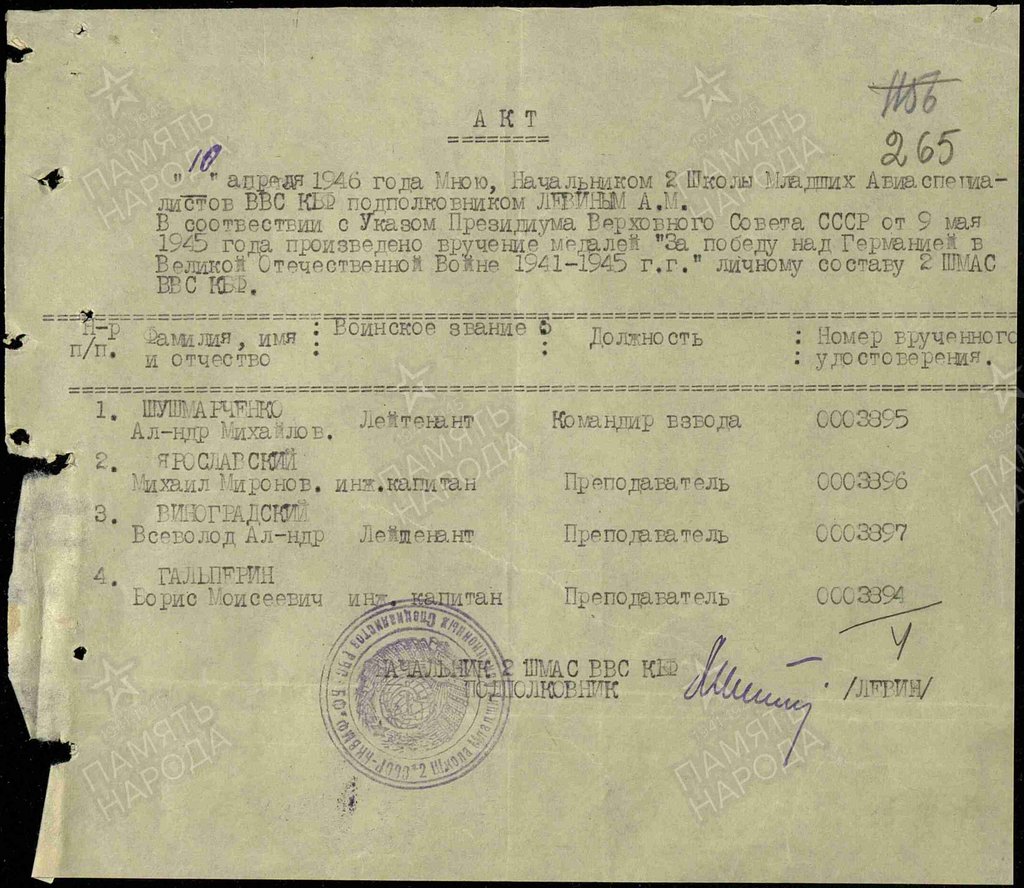 1156
265
А К Т
"10" апреля 1946 года Мною, Начальником 2 Школы Младших Авиаспециа-
листов ВВС КБФ подполковником ЛЕВИНЫМ А.М.
В соотвествии с Указом Президиума Верховного Совета СССР от 9 мая
1945 года произведено вручение медалей "За победу над Германией в
Великой Отечественной Войне 1941-1945 г.г." личному составу 2 ШМАС
ВВС КБФ.
Н-р п/п. Фамилия, имя и отчество : Воинское звание : Должность : Номер врученного удостоверения.
1. ШУШМАРЧЕНКО
Ал-ндр Михайлов. Лейтенант Командир взвода 0003895
2. ЯРОСЛАВСКИЙ
Михаил Миронов. инж.капитан Преподаватель 0003896
3. ВИНОГРАДСКИЙ
Всеволод Ал-ндр Лейтенант Преподаватель 0003897
4. ГАЛЬПЕРИН
Борис Моисеевич инж. капитан Преподаватель 0003894
4
НАЧАЛЬНИК 2 ШМАС ВВС КБФ
ПОДПОЛКОВНИК /ЛЕВИН/
ПАМЯТЬ НАРОДА